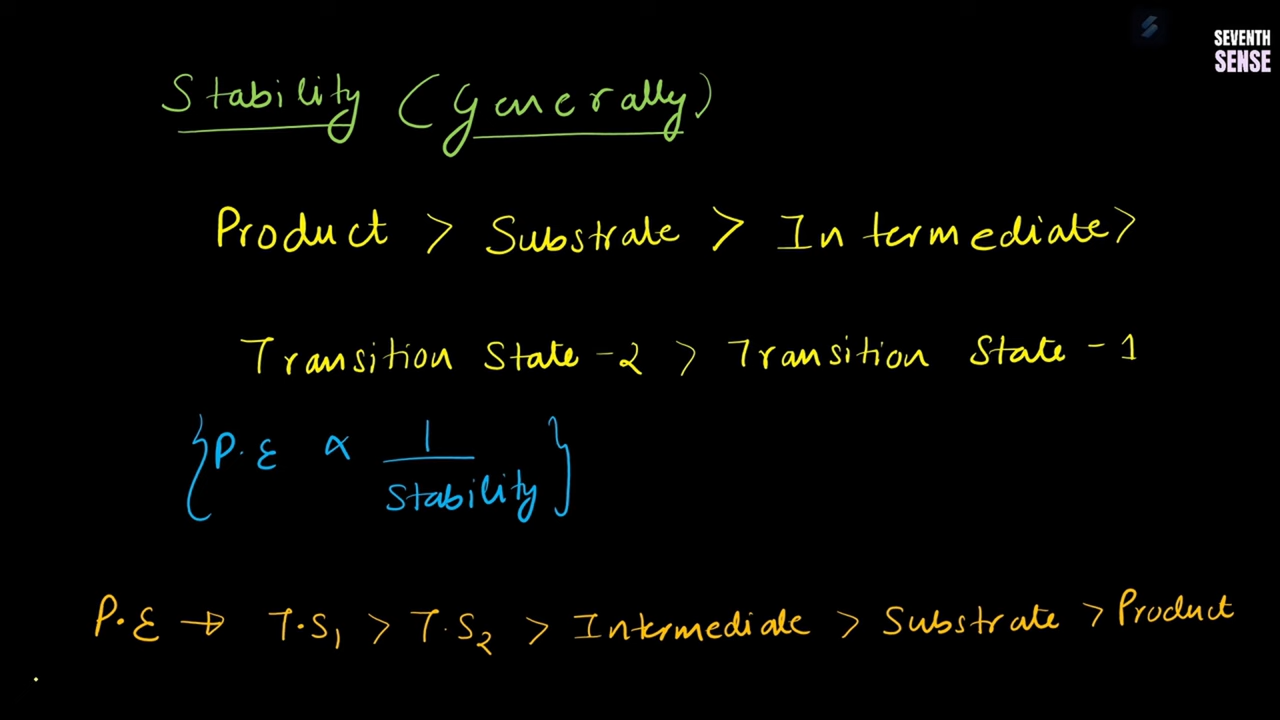 SEVENTH
SENSE
Stability (Generally)
Product > Substrate > Intermediate >
Transition State - 2 > Transition State - 1
{P.E ∝ 1/Stability}
P.E → T.S₁ > T.S₂ > Intermediate > Substrate > Product